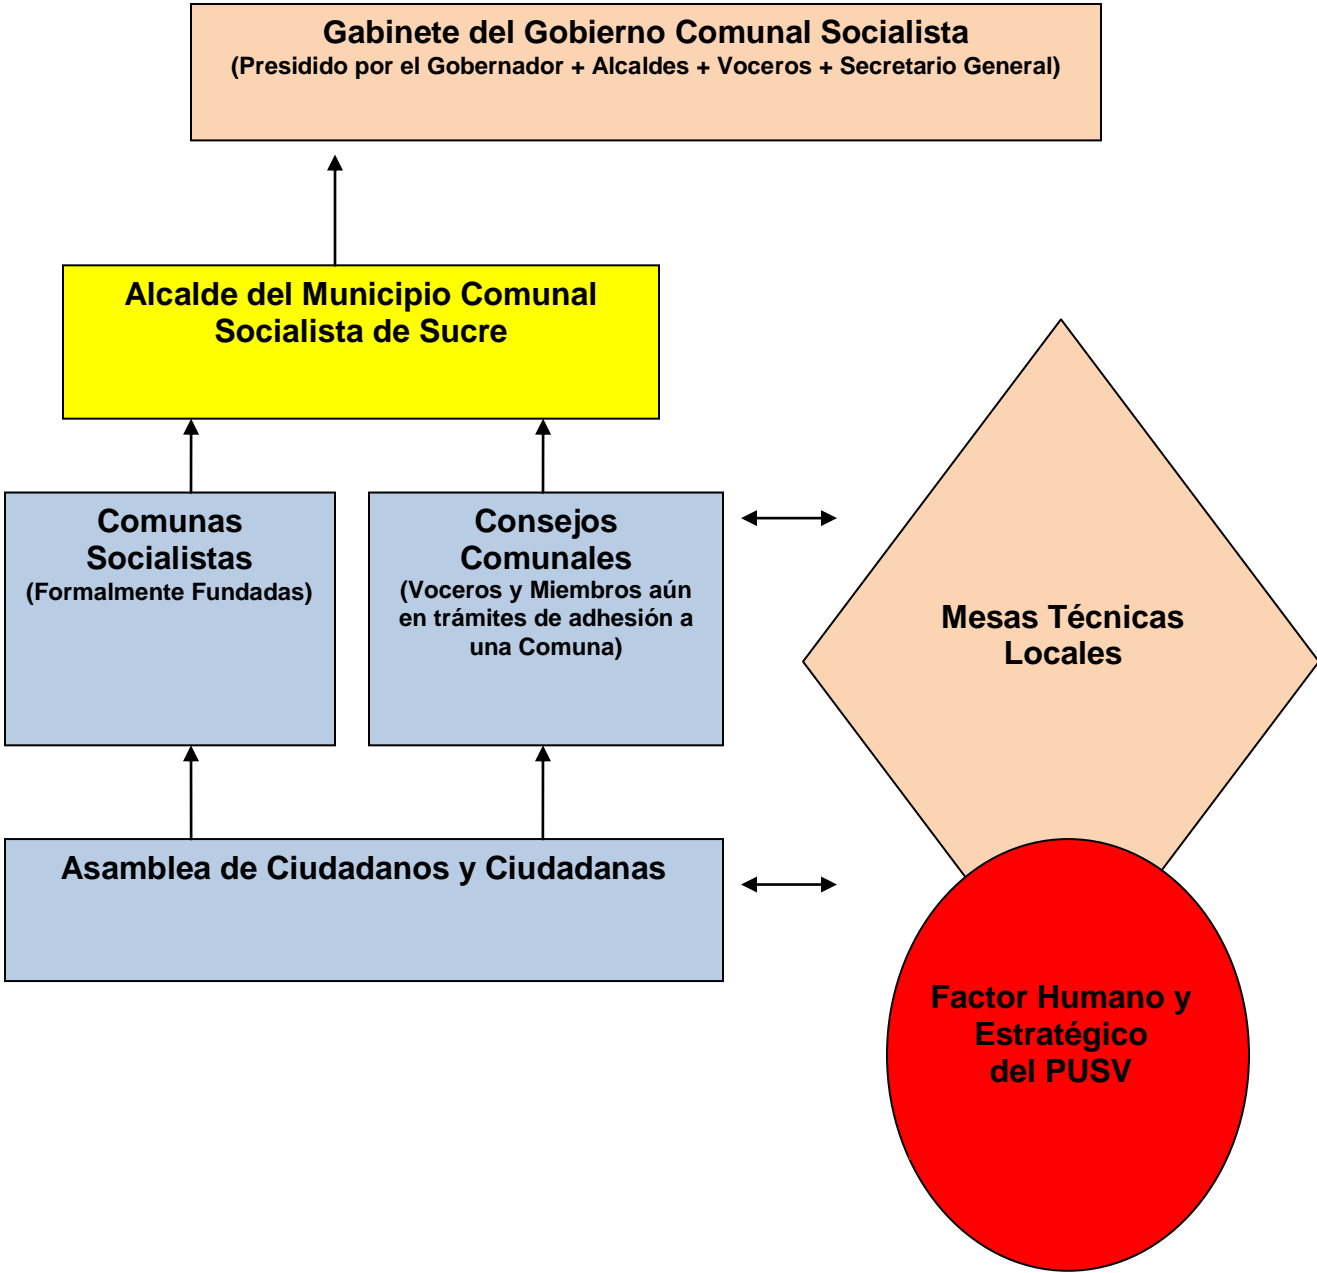 Gabinete del Gobierno Comunal Socialista
(Presidido por el Gobernador + Alcaldes + Voceros + Secretario General)
Alcalde del Municipio Comunal
Socialista de Sucre
Comunas
Socialistas
(Formalmente Fundadas)
Consejos
Comunales
(Voceros y Miembros aún
en trámites de adhesión a
una Comuna)
Mesas Técnicas
Locales
Asamblea de Ciudadanos y Ciudadanas
Factor Humano y
Estratégico
del PUSV